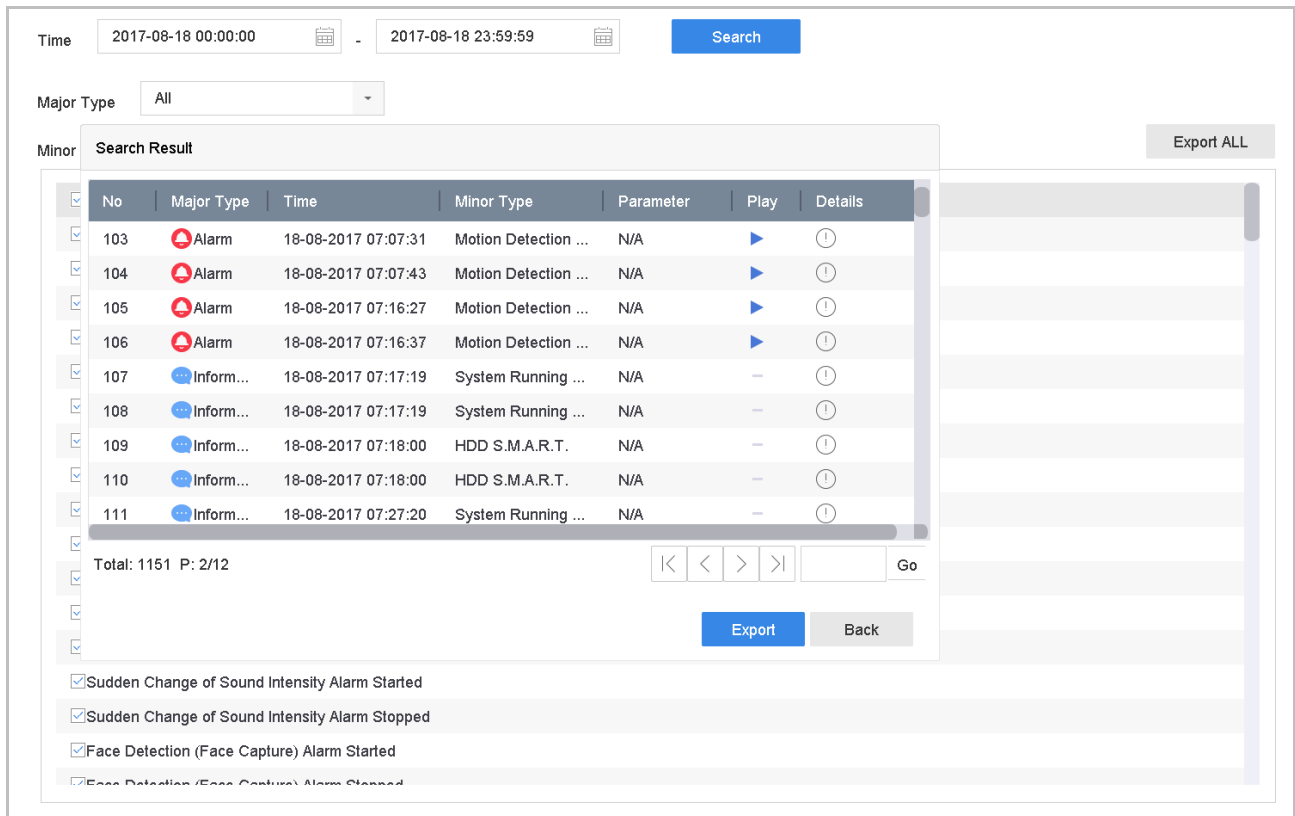 Time 2017-08-18 00:00:00 - 2017-08-18 23:59:59 Search
Major Type All
Minor
Export ALL
Search Result
No Major Type Time Minor Type Parameter Play Details
103 Alarm 18-08-2017 07:07:31 Motion Detection ... N/A
104 Alarm 18-08-2017 07:07:43 Motion Detection ... N/A
105 Alarm 18-08-2017 07:16:27 Motion Detection ... N/A
106 Alarm 18-08-2017 07:16:37 Motion Detection ... N/A
107 Inform... 18-08-2017 07:17:19 System Running ... N/A –
108 Inform... 18-08-2017 07:17:19 System Running ... N/A –
109 Inform... 18-08-2017 07:18:00 HDD S.M.A.R.T. N/A –
110 Inform... 18-08-2017 07:18:00 HDD S.M.A.R.T. N/A –
111 Inform... 18-08-2017 07:27:20 System Running ... N/A –
Total: 1151 P: 2/12 Go
Export Back
Sudden Change of Sound Intensity Alarm Started
Sudden Change of Sound Intensity Alarm Stopped
Face Detection (Face Capture) Alarm Started
Face Detection (Face Capture) Alarm Stopped